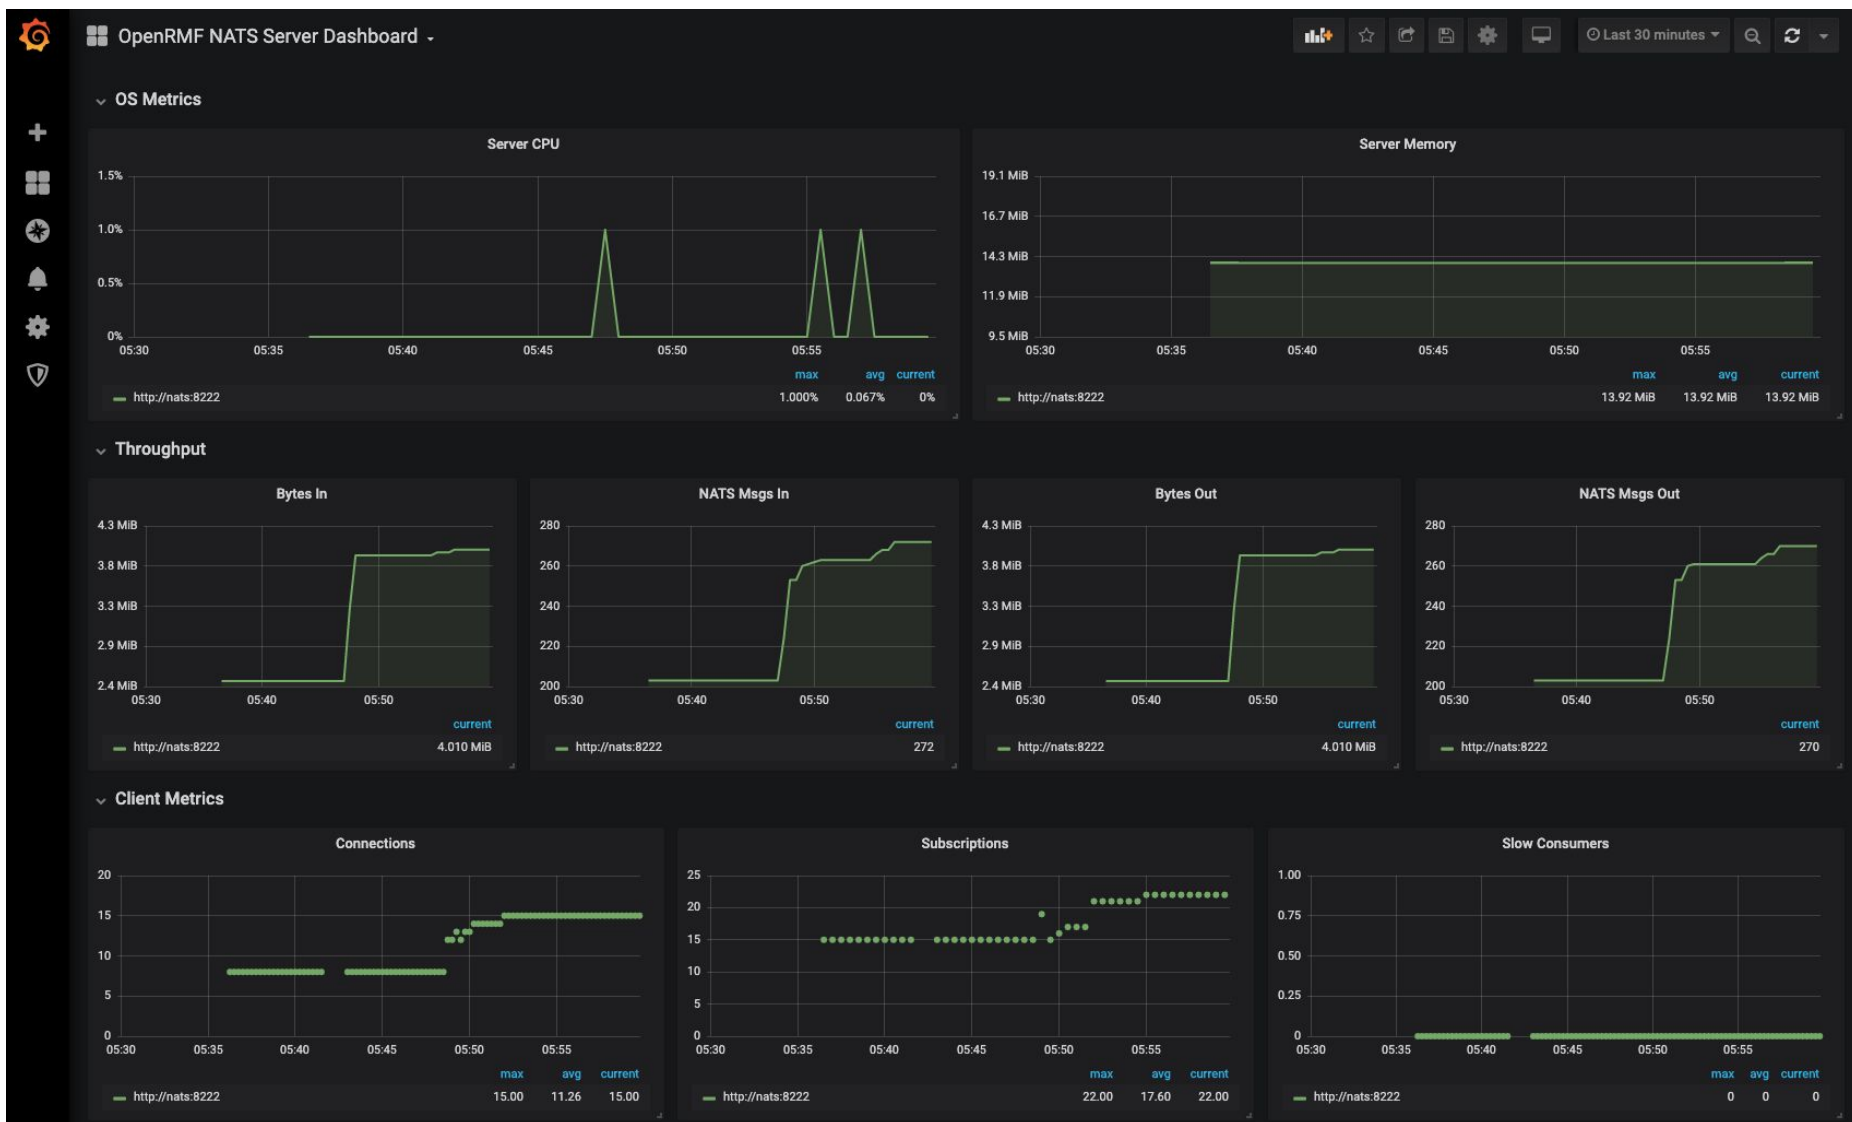 OpenRMF NATS Server Dashboard
Last 30 minutes
OS Metrics
Server CPU
1.5%
1.0%
0.5%
0%
05:30 05:35 05:40 05:45 05:50 05:55
max avg current
http://nats:8222 1.000% 0.067% 0%
Server Memory
19.1 MiB
16.7 MiB
14.3 MiB
11.9 MiB
9.5 MiB
05:30 05:35 05:40 05:45 05:50 05:55
max avg current
http://nats:8222 13.92 MiB 13.92 MiB 13.92 MiB
Throughput
Bytes In
4.3 MiB
3.8 MiB
3.3 MiB
2.9 MiB
2.4 MiB
05:30 05:40 05:50
current
http://nats:8222 4.010 MiB
NATS Msgs In
280
260
240
220
200
05:30 05:40 05:50
current
http://nats:8222 272
Bytes Out
4.3 MiB
3.8 MiB
3.3 MiB
2.9 MiB
2.4 MiB
05:30 05:40 05:50
current
http://nats:8222 4.010 MiB
NATS Msgs Out
280
260
240
220
200
05:30 05:40 05:50
current
http://nats:8222 270
Client Metrics
Connections
20
15
10
5
0
05:30 05:35 05:40 05:45 05:50 05:55
max avg current
http://nats:8222 15.00 11.26 15.00
Subscriptions
25
20
15
10
5
0
05:30 05:35 05:40 05:45 05:50 05:55
max avg current
http://nats:8222 22.00 17.60 22.00
Slow Consumers
1.00
0.75
0.50
0.25
0
05:30 05:35 05:40 05:45 05:50 05:55
max avg current
http://nats:8222 0 0 0